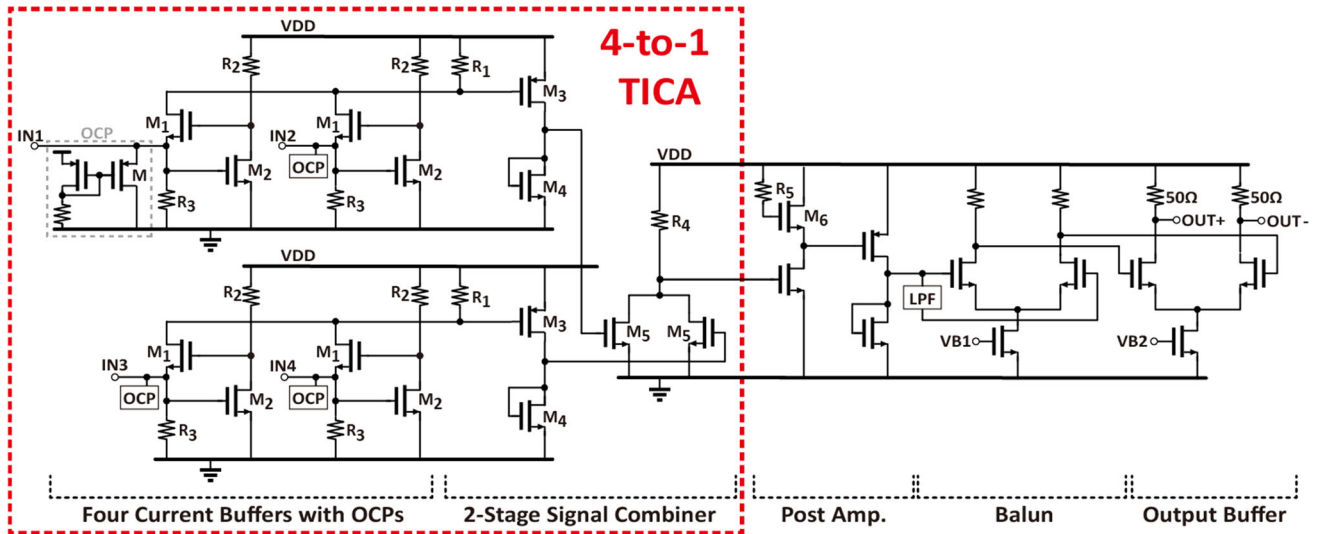 VDD
4-to-1
TICA
R2
R2
R1
M3
M1
M1
IN1
OCP
IN2
OCP
M
M2
M2
M4
R3
R3
VDD
R4
R5
M6
50Ω
50Ω
OUT+
OUT-
VDD
R2
R2
R1
M3
LPF
M5
M5
VB1
VB2
M1
M1
IN3
IN4
OCP
OCP
M2
M2
M4
R3
R3
Four Current Buffers with OCPs
2-Stage Signal Combiner
Post Amp.
Balun
Output Buffer